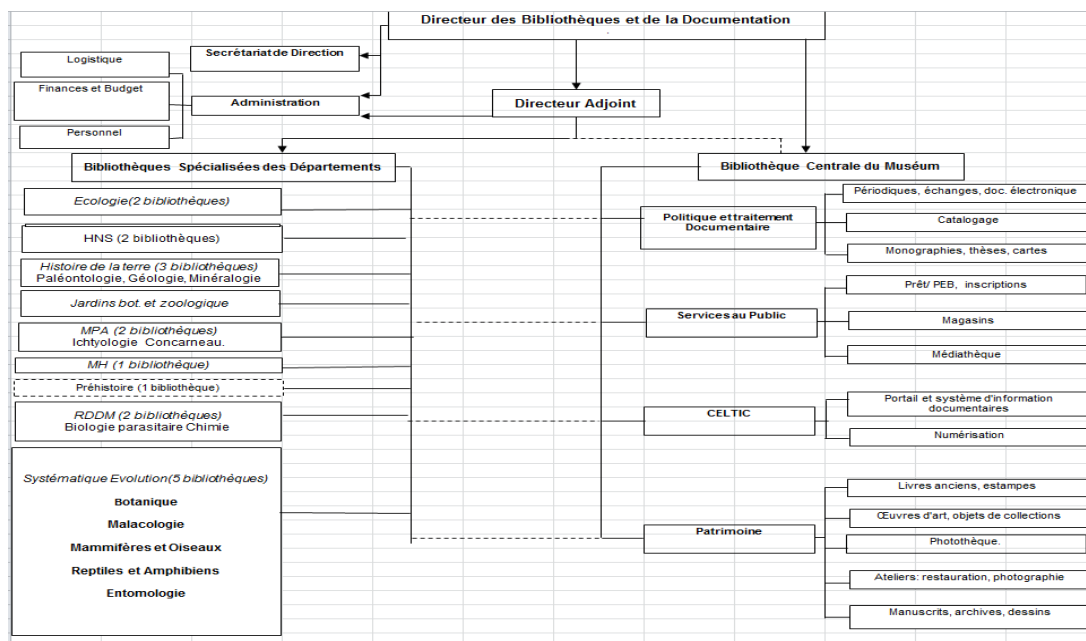 Directeur des Bibliothèques et de la Documentation
Secrétariat de Direction
Logistique
Finances et Budget
Administration
Personnel
Directeur Adjoint
Bibliothèques Spécialisées des Départements
Bibliothèque Centrale du Muséum
Ecologie(2 bibliothèques)
HNS (2 bibliothèques)
Histoire de la terre (3 bibliothèques)
Paléontologie, Géologie, Minéralogie
Jardins bot. et zoologique
MPA (2 bibliothèques)
Ichtyologie Concarneau.
MH (1 bibliothèque)
Préhistoire (1 bibliothèque)
RDDM (2 bibliothèques)
Biologie parasitaire Chimie
Systématique Evolution(5 bibliothèques)
Botanique
Malacologie
Mammifères et Oiseaux
Reptiles et Amphibiens
Entomologie
Politique et traitement
Documentaire
Périodiques, échanges, doc. électronique
Catalogage
Monographies, thèses, cartes
Services au Public
Prêt/ PEB, inscriptions
Magasins
Médiathèque
CELTIC
Portail et système d'information
documentaires
Numérisation
Patrimoine
Livres anciens, estampes
Œuvres d'art, objets de collections
Photothèque.
Ateliers: restauration, photographie
Manuscrits, archives, dessins